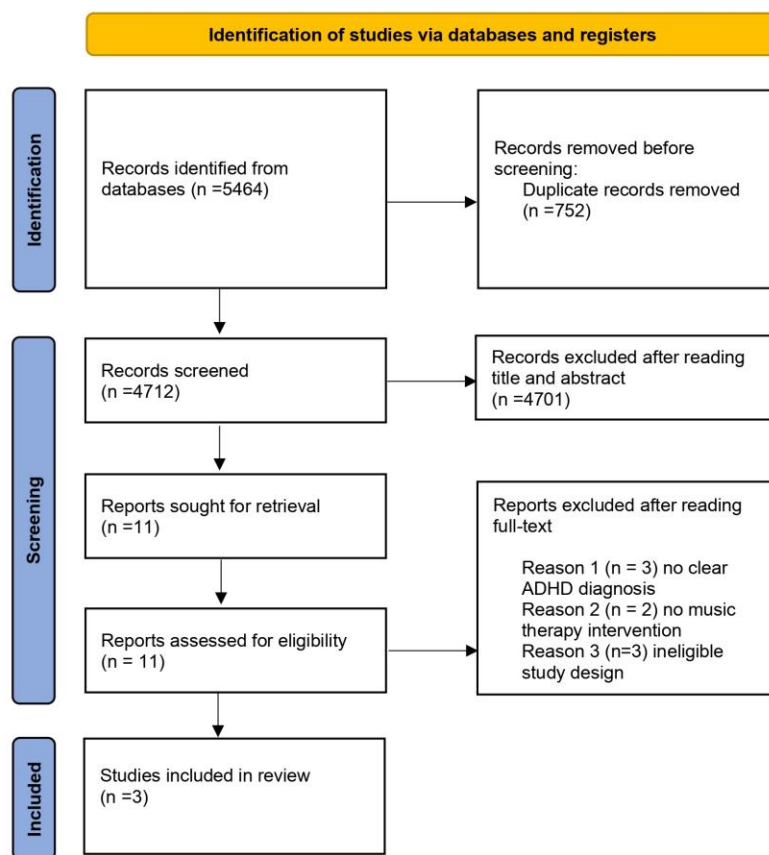 Identification of studies via databases and registers
Identification
Records identified from
databases (n =5464)
Records removed before
screening:
Duplicate records removed
(n =752)
Screening
Records screened
(n =4712)
Records excluded after reading
title and abstract
(n =4701)
Reports sought for retrieval
(n =11)
Reports assessed for eligibility
(n = 11)
Reports excluded after reading
full-text
Reason 1 (n = 3) no clear
ADHD diagnosis
Reason 2 (n = 2) no music
therapy intervention
Reason 3 (n=3) ineligible
study design
Included
Studies included in review
(n =3)